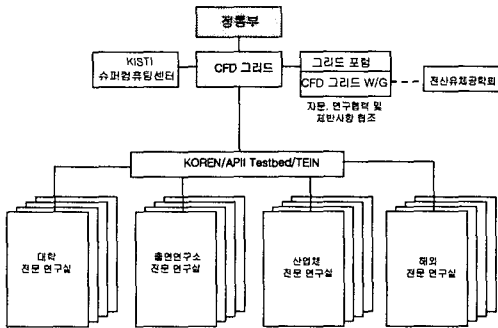 정통부
KISTI
슈퍼컴퓨팅센터
CFD 그리드
그리드 포럼
CFD 그리드 W/G
전산유체공학회
자문, 연구협력 및
제반사항 협조
KOREN/APII Testbed/TEIN
대학
전문 연구실
출연연구소
전문 연구실
산업체
전문 연구실
해외
전문 연구실